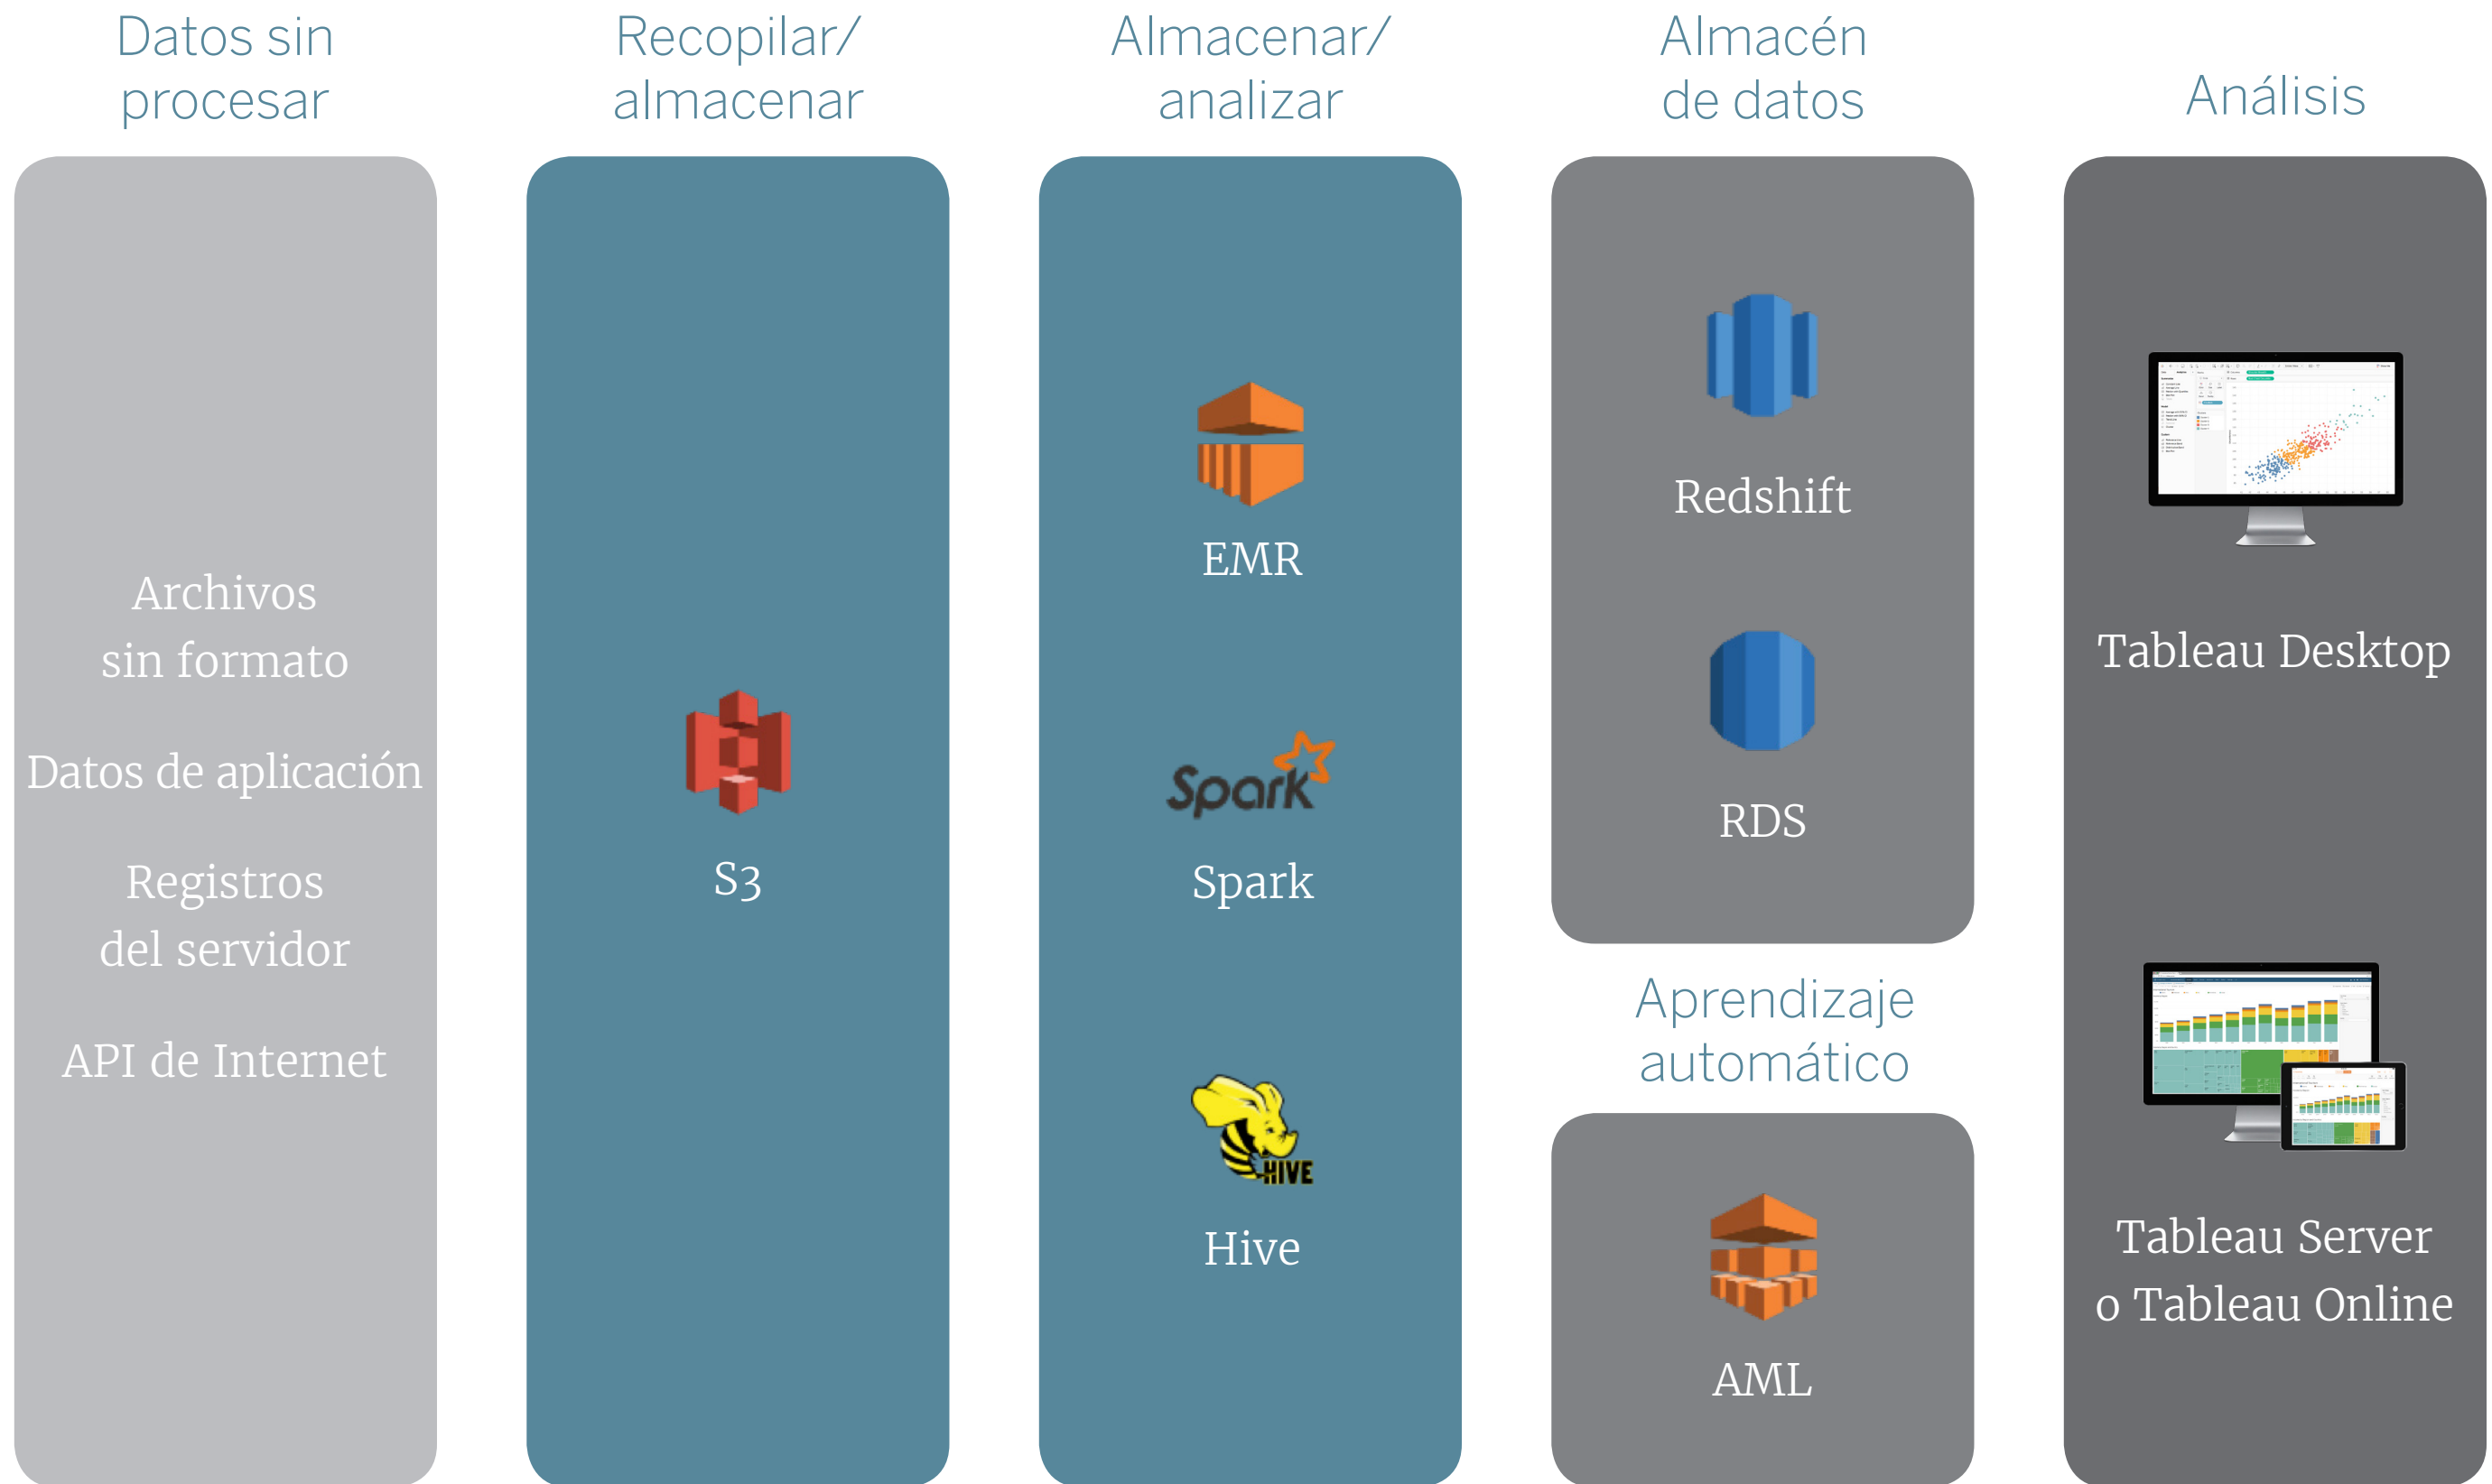 Datos sin
procesar
Archivos
sin formato
Datos de aplicación
Registros
del servidor
API de Internet
Recopilar/
almacenar
S3
Almacenar/
analizar
EMR
Spark
Spark
HIVE
Hive
Almacén
de datos
Redshift
RDS
Aprendizaje
automático
AML
Análisis
Tableau Desktop
Tableau Server
o Tableau Online